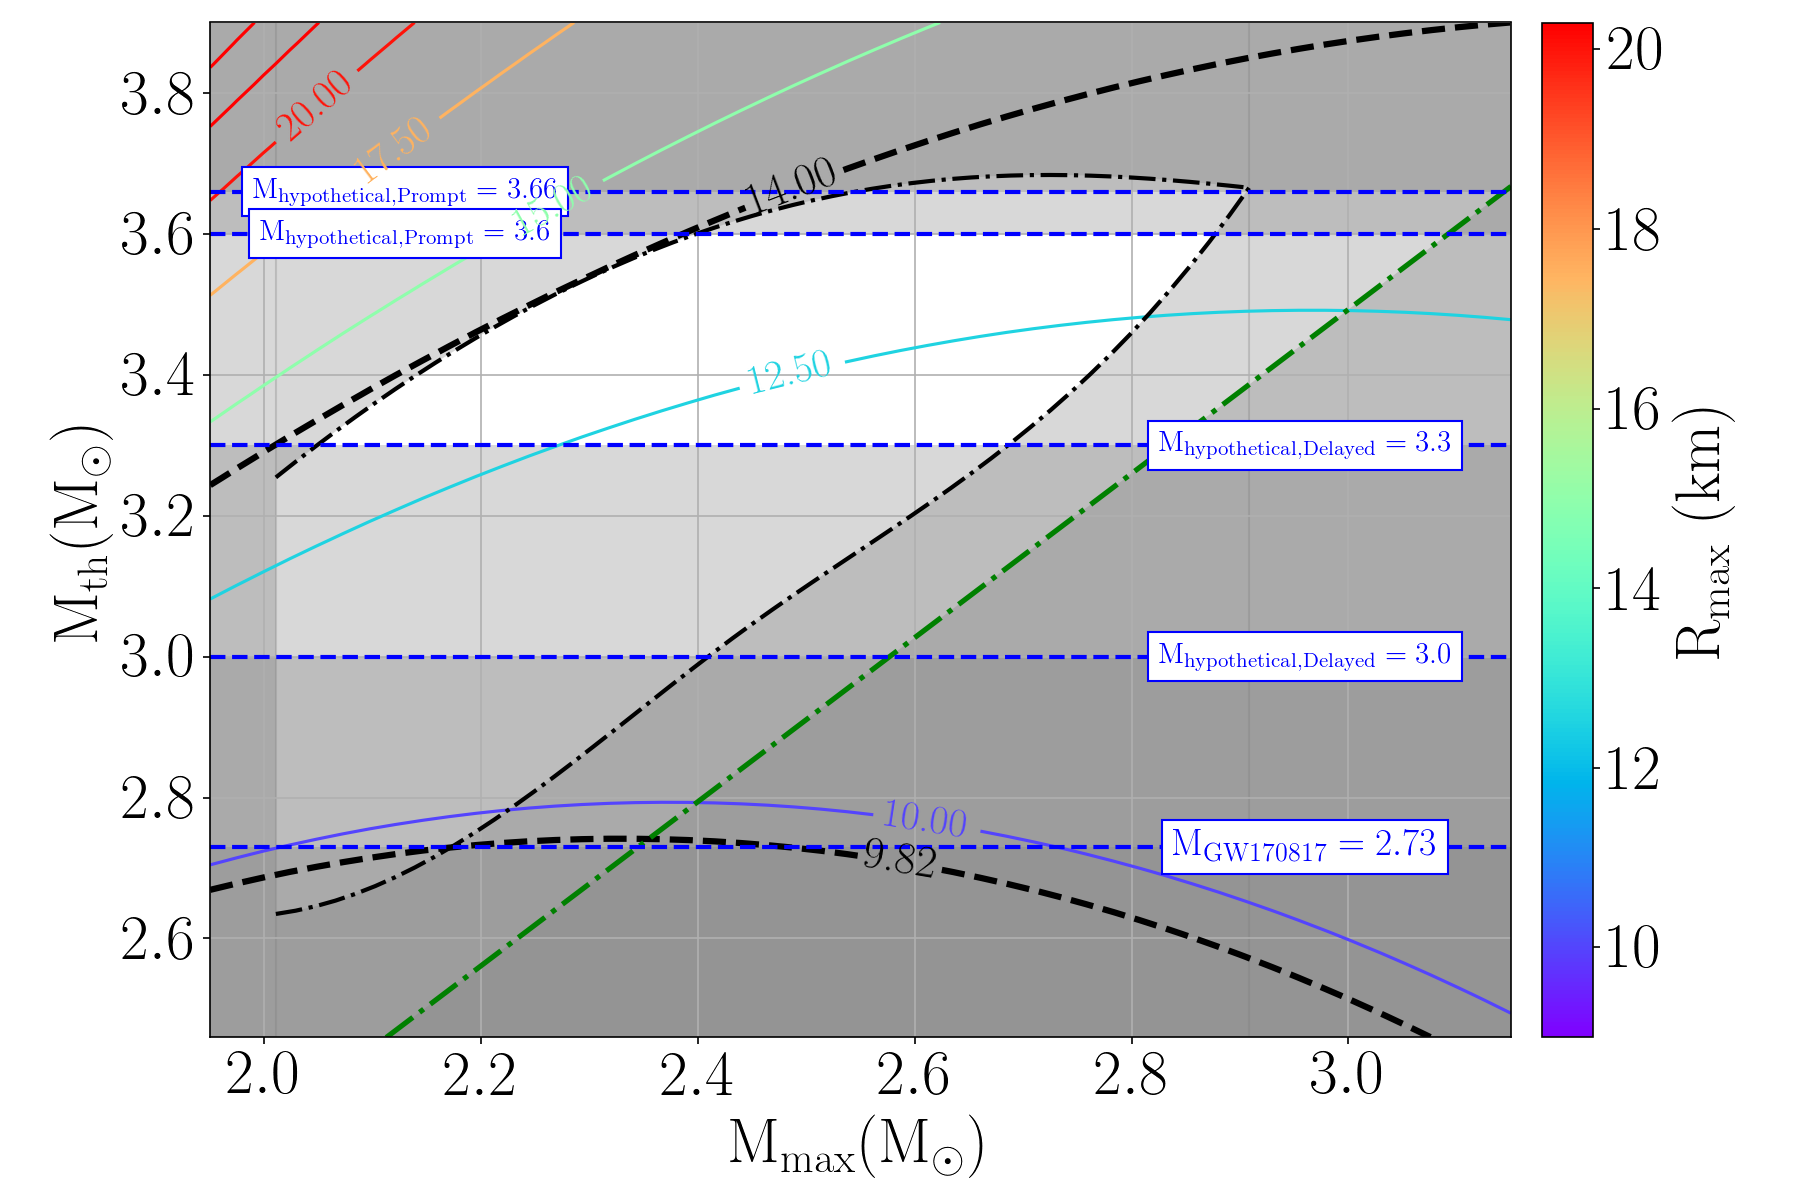 20.00
17.50
15.00
14.00
12.50
10.00
9.82
M_hypothetical,Prompt = 3.66
M_hypothetical,Prompt = 3.6
M_hypothetical,Delayed = 3.3
M_hypothetical,Delayed = 3.0
M_GW170817 = 2.73
3.8
3.6
3.4
3.2
3.0
2.8
2.6
M_th(M_⊙)
2.0 2.2 2.4 2.6 2.8 3.0
M_max(M_⊙)
20
18
16
14
12
10
R_max (km)